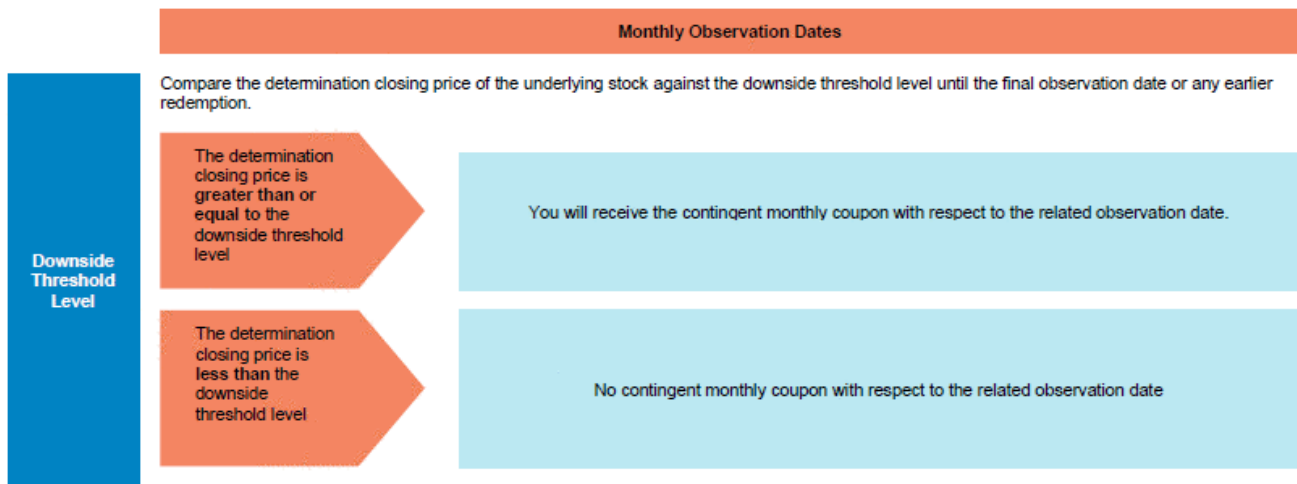 Monthly Observation Dates
Compare the determination closing price of the underlying stock against the downside threshold level until the final observation date or any earlier
redemption.
Downside
Threshold
Level
The determination
closing price is
greater than or
equal to the
downside threshold
level
You will receive the contingent monthly coupon with respect to the related observation date.
The determination
closing price is
less than the
downside
threshold level
No contingent monthly coupon with respect to the related observation date